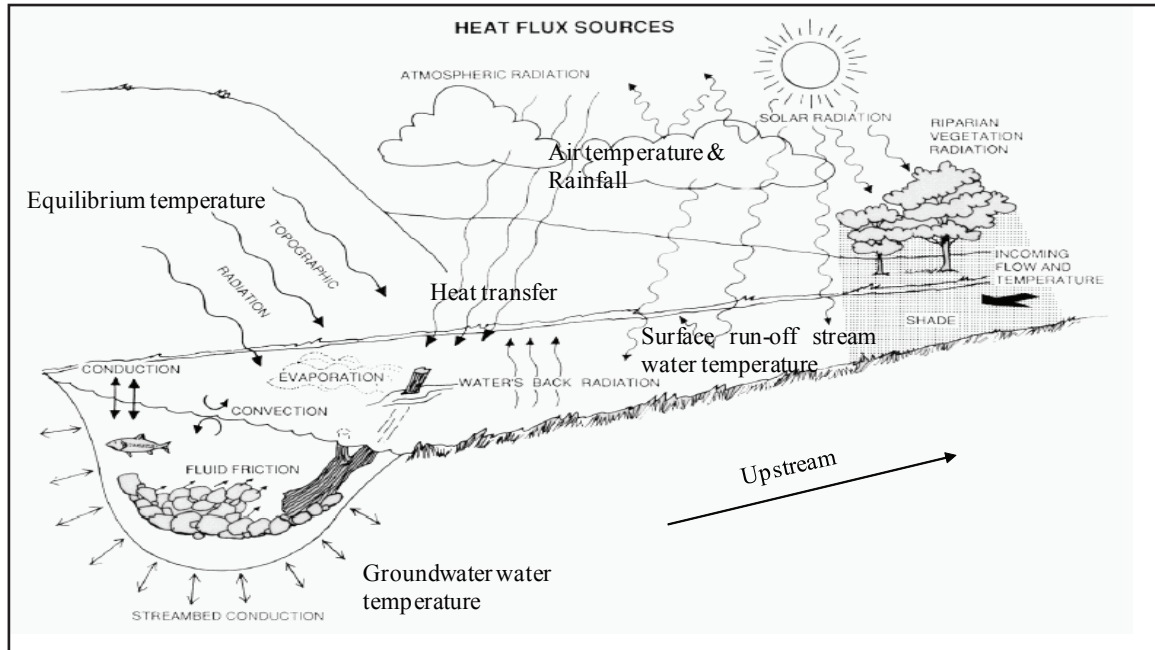 HEAT FLUX SOURCES
ATMOSPHERIC RADIATION
SOLAR RADIATION
RIPARIAN
VEGETATION
RADIATION
Air temperature &
Rainfall
Equilibrium temperature
TOPOGRAPHIC
RADIATION
INCOMING
FLOW AND
TEMPERATURE
Heat transfer
SHADE
Surface run-off stream
water temperature
CONDUCTION
EVAPORATION
WATER'S BACK RADIATION
CONVECTION
FLUID FRICTION
Upstream
Groundwater water
temperature
STREAMBED CONDUCTION